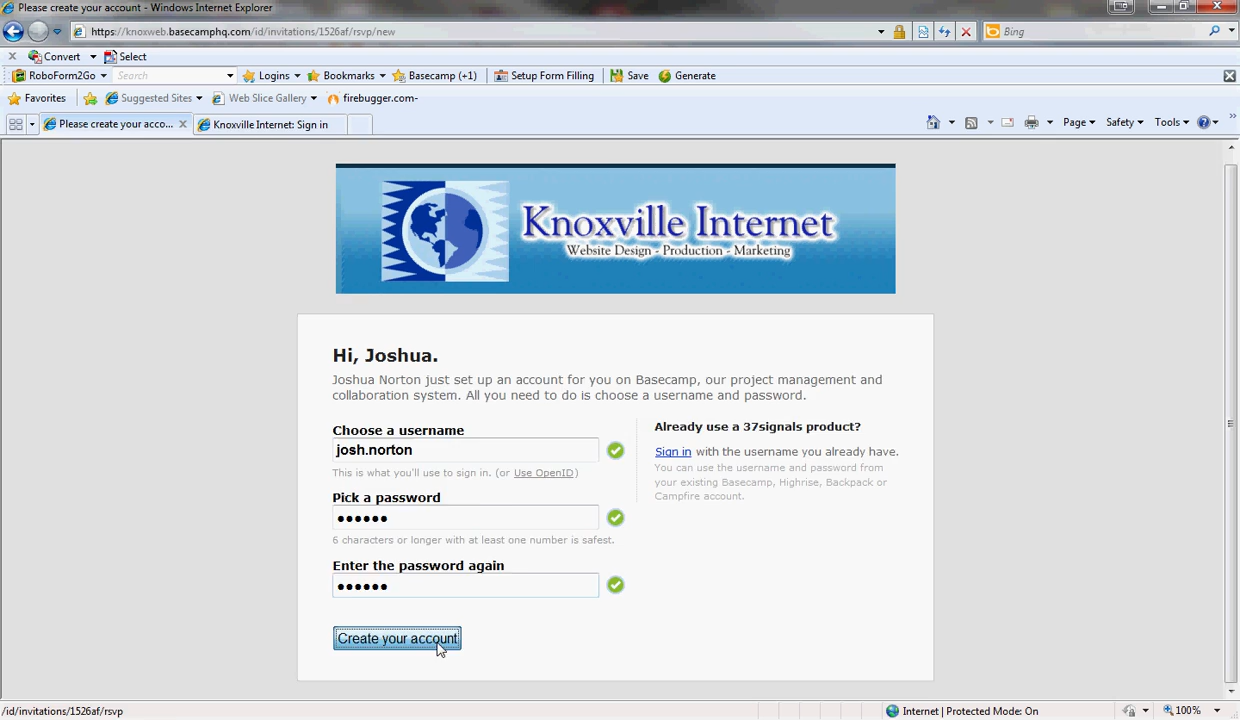 Please create your account - Windows Internet Explorer
https://knoxweb.basecamphq.com/id/invitations/1526af/rsvp/new
Bing
x Convert Select
RoboForm2Go Search Logins Bookmarks Basecamp (+1) Setup Form Filling Save Generate
Favorites Suggested Sites Web Slice Gallery firebugger.com-
Please create your acco... Knoxville Internet: Sign in Page Safety Tools
Knoxville Internet
Website Design - Production - Marketing
Hi, Joshua.
Joshua Norton just set up an account for you on Basecamp, our project management and
collaboration system. All you need to do is choose a username and password.
Choose a username
josh.norton
This is what you'll use to sign in. (or Use OpenID)
Pick a password
••••••
6 characters or longer with at least one number is safest.
Enter the password again
••••••
Create your account
Already use a 37signals product?
Sign in with the username you already have.
You can use the username and password from
your existing Basecamp, Highrise, Backpack or
Campfire account.
/id/invitations/1526af/rsvp
Internet | Protected Mode: On
100%